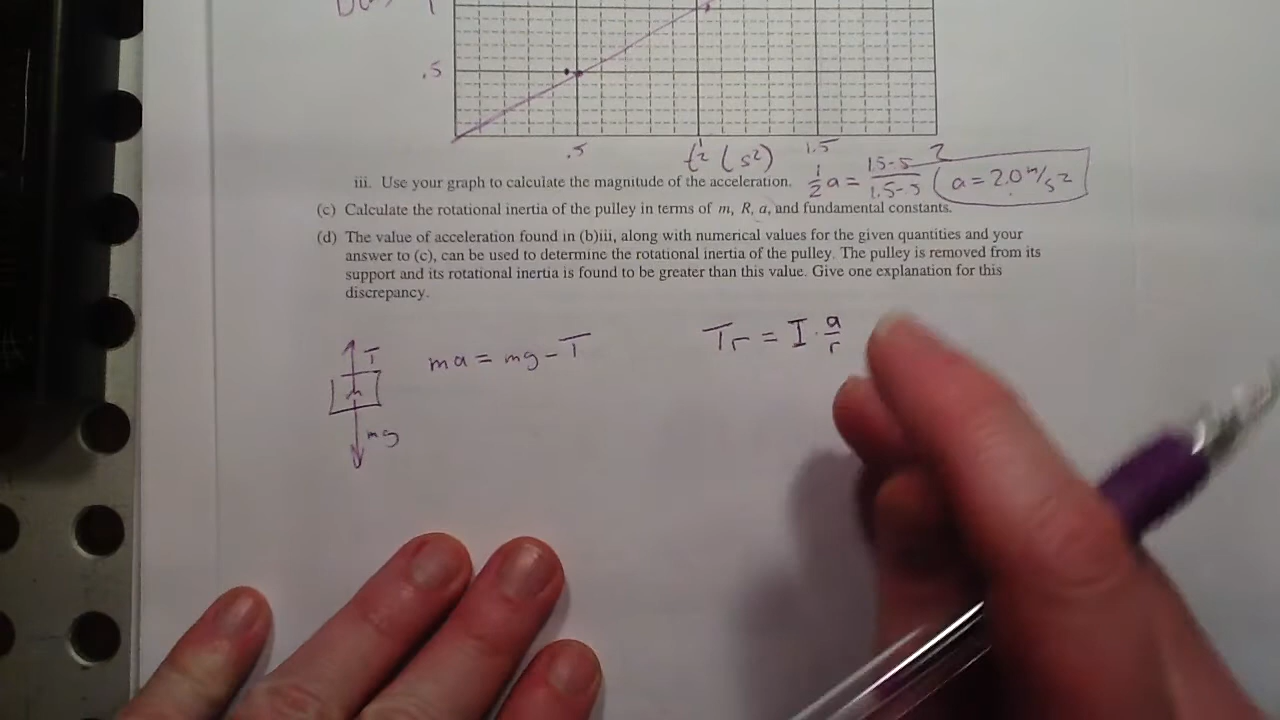 1
.5
.5 t² (s²) 1.5
iii. Use your graph to calculate the magnitude of the acceleration. ½a = 1.5-.5/1.5-.5 a = 2.0 m/s²
(c) Calculate the rotational inertia of the pulley in terms of m, R, a, and fundamental constants.
(d) The value of acceleration found in (b)iii, along with numerical values for the given quantities and your
answer to (c), can be used to determine the rotational inertia of the pulley. The pulley is removed from its
support and its rotational inertia is found to be greater than this value. Give one explanation for this
discrepancy.
T
ma = mg - T Tr = I · a/r
m
mg